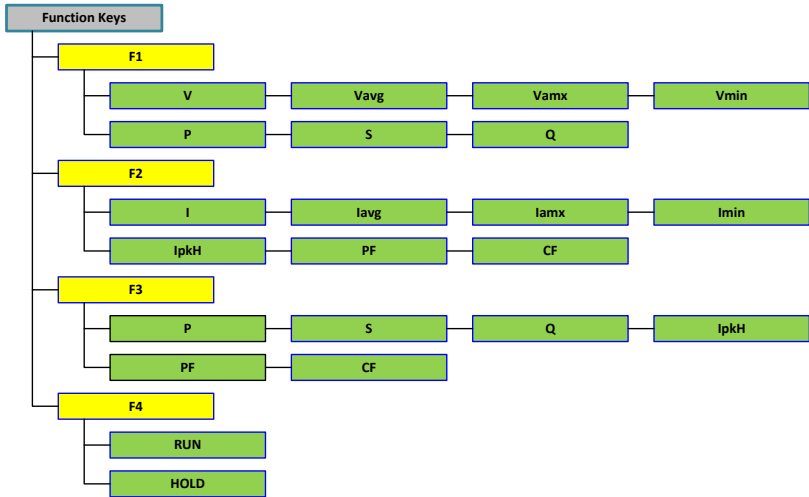 Function Keys
F1
V Vavg Vamx Vmin
P S Q
F2
I Iavg Iamx Imin
IpkH PF CF
F3
P S Q IpkH
PF CF
F4
RUN
HOLD